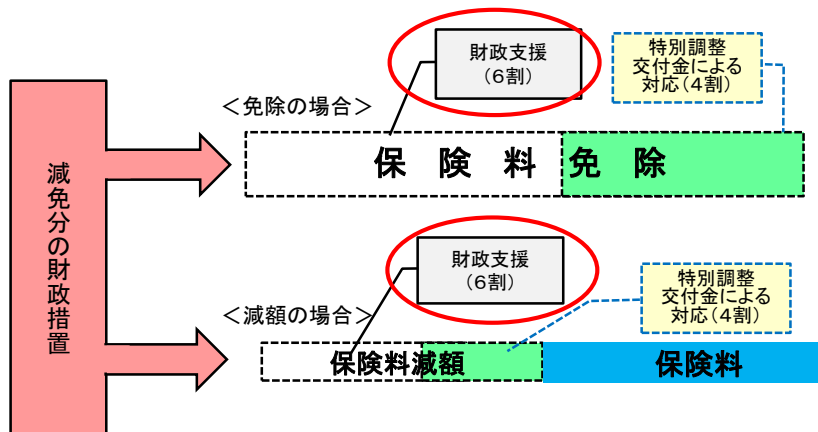 減免分の財政措置
＜免除の場合＞
財政支援
（6割）
特別調整
交付金による
対応（4割）
保険料免除
＜減額の場合＞
財政支援
（6割）
特別調整
交付金による
対応（4割）
保険料減額
保険料